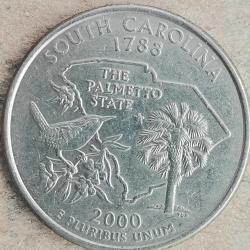 SOUTH CAROLINA
1788
THE
PALMETTO
STATE
2000
E PLURIBUS UNUM